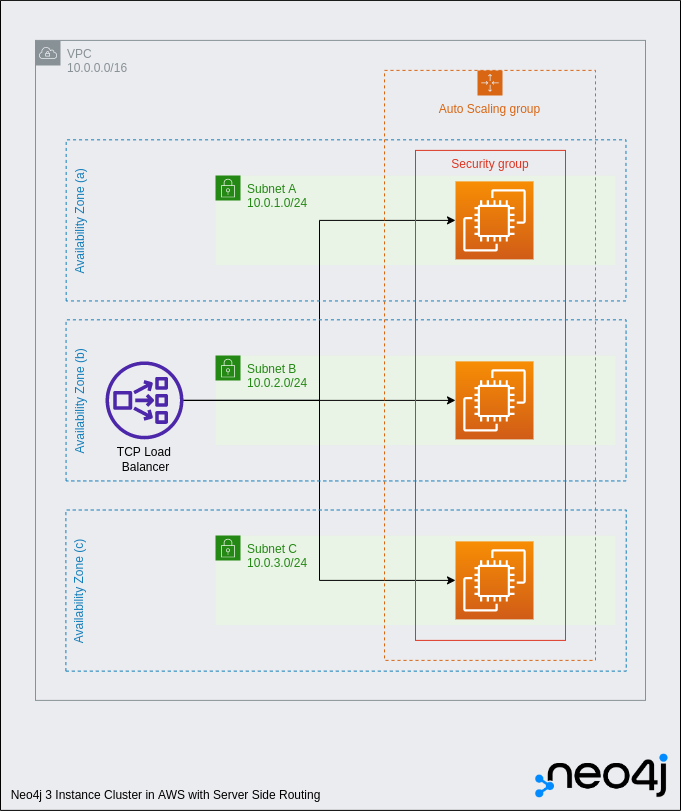 VPC
10.0.0.0/16
Auto Scaling group
Security group
Availability Zone (a)
Subnet A
10.0.1.0/24
Availability Zone (b)
Subnet B
10.0.2.0/24
TCP Load
Balancer
Availability Zone (c)
Subnet C
10.0.3.0/24
Neo4j 3 Instance Cluster in AWS with Server Side Routing
neo4j